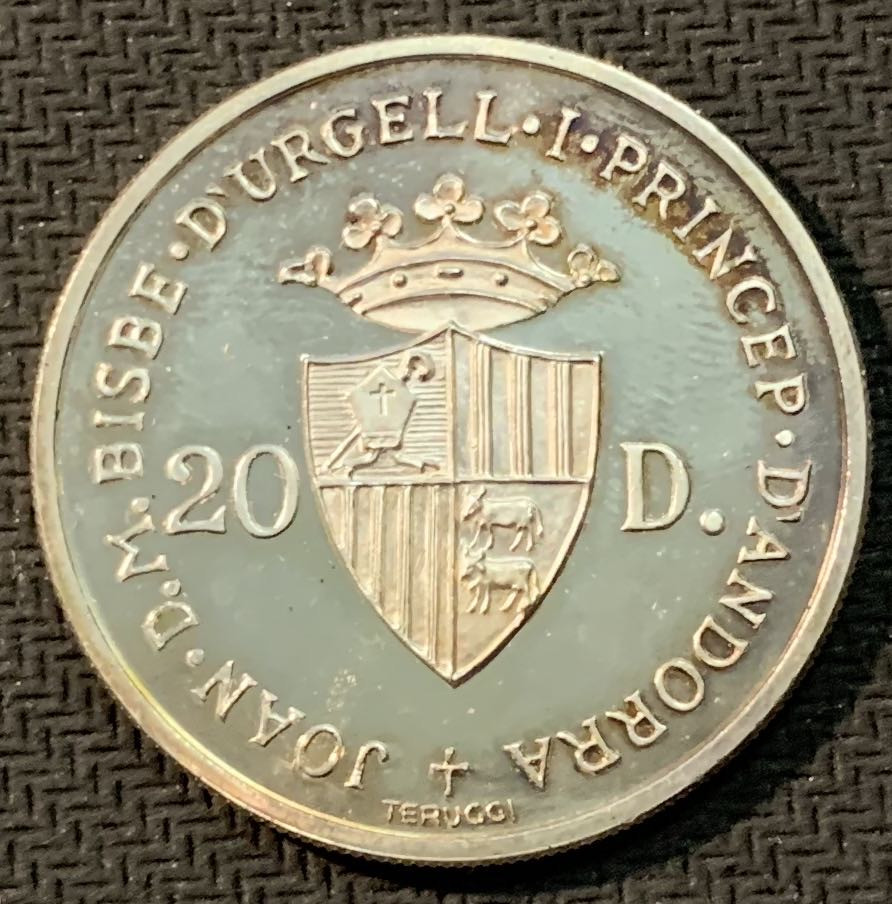 JOAN · D.M. BISBE · D'URGELL · I · PRINCEP · D'ANDORRA
20 D.
TERUGGI